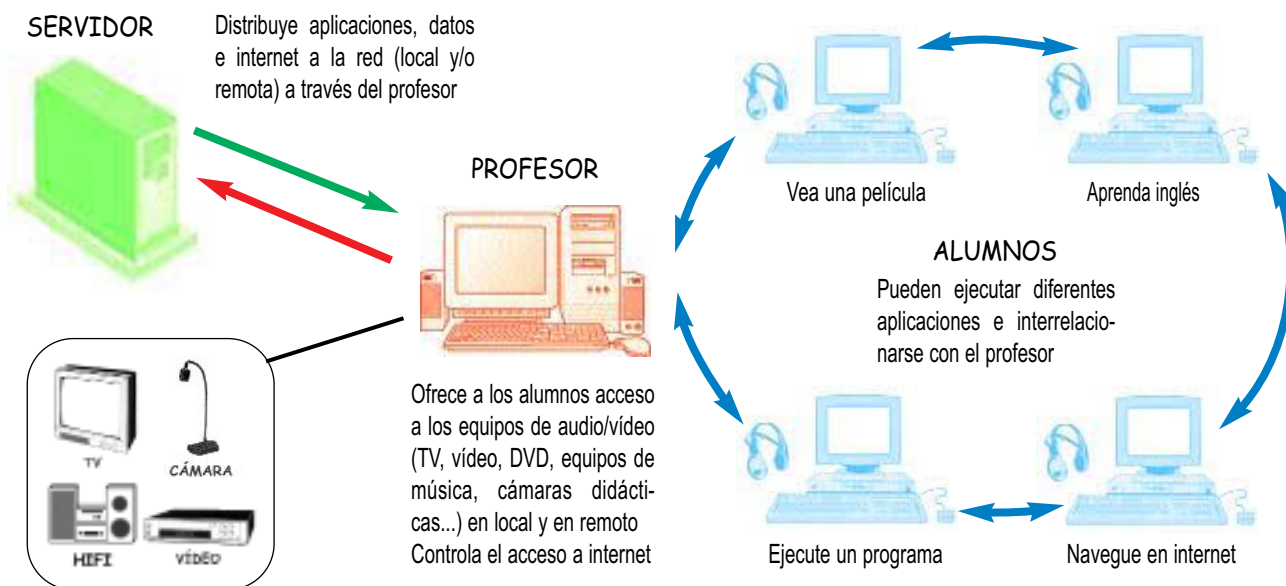 SERVIDOR
Distribuye aplicaciones, datos
e internet a la red (local y/o
remota) a través del profesor
PROFESOR
Ofrece a los alumnos acceso
a los equipos de audio/vídeo
(TV, vídeo, DVD, equipos de
música, cámaras didácti-
cas...) en local y en remoto
Controla el acceso a internet
TV
CÁMARA
HIFI
VÍDEO
Vea una película
Aprenda inglés
ALUMNOS
Pueden ejecutar diferentes
aplicaciones e interrelacio-
narse con el profesor
Ejecute un programa
Navegue en internet